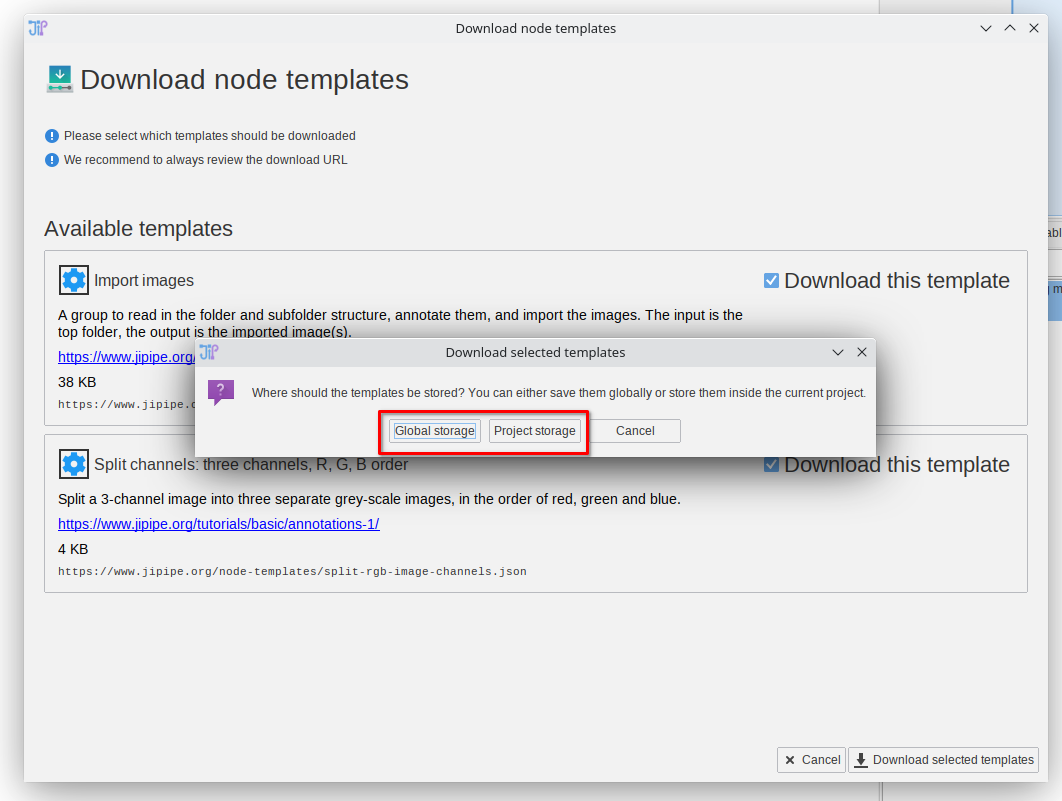 JIP
Download node templates
Download node templates
Please select which templates should be downloaded
We recommend to always review the download URL
Available templates
Import images
Download this template
A group to read in the folder and subfolder structure, annotate them, and import the images. The input is the
top folder, the output is the imported image(s).
https://www.jipipe.org/
38 KB
https://www.jipipe.o
JIP
Download selected templates
Where should the templates be stored? You can either save them globally or store them inside the current project.
Global storage
Project storage
Cancel
Split channels: three channels, R, G, B order
Download this template
Split a 3-channel image into three separate grey-scale images, in the order of red, green and blue.
https://www.jipipe.org/tutorials/basic/annotations-1/
4 KB
https://www.jipipe.org/node-templates/split-rgb-image-channels.json
Cancel
Download selected templates